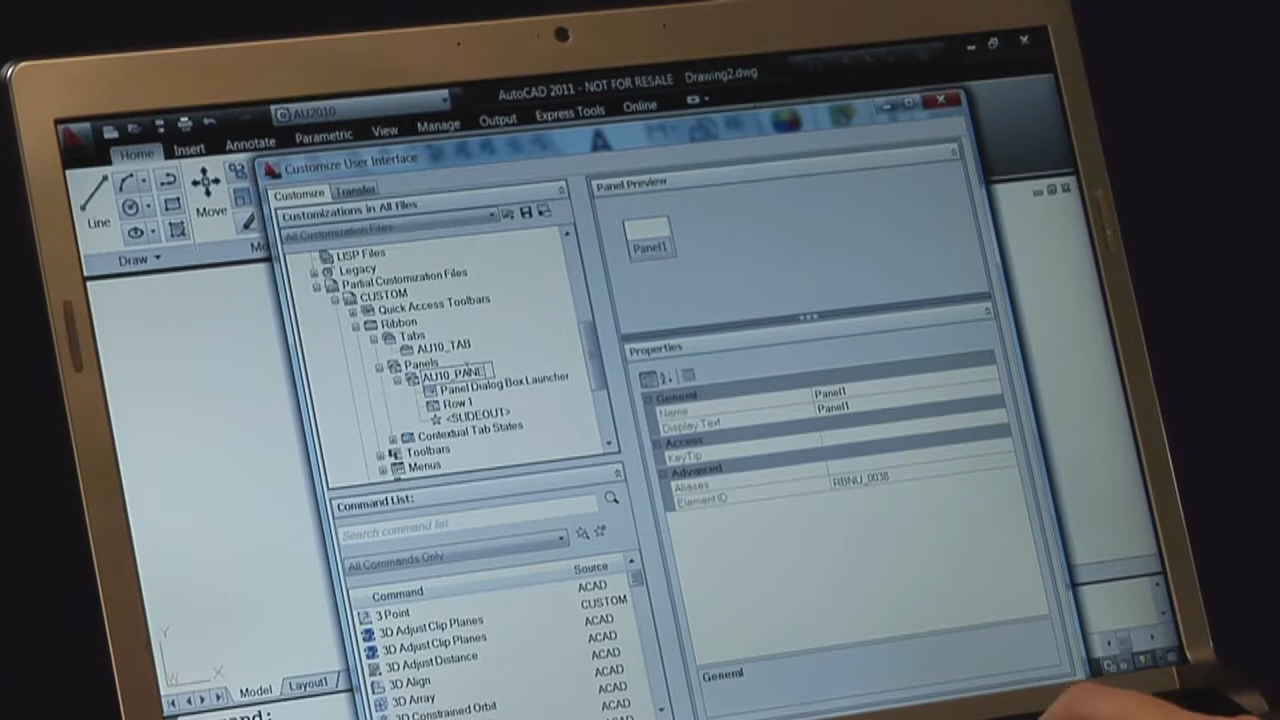 AutoCAD 2011 - NOT FOR RESALE Drawing2.dwg
AU2010
Home Insert Annotate Parametric View Manage Output Express Tools Online
Line
Move
Draw
Customize User Interface
Customize Transfer
Customizations in All Files
All Customization Files
LISP Files
Legacy
Partial Customization Files
CUSTOM
Quick Access Toolbars
Ribbon
Tabs
AU10_TAB
Panels
AU10_PANE
Panel Dialog Box Launcher
Row 1
<SLIDEOUT>
Contextual Tab States
Toolbars
Menus
Command List:
Search command list
All Commands Only
Command Source
3 Point ACAD
3D Adjust Clip Planes CUSTOM
3D Adjust Clip Planes ACAD
3D Adjust Distance ACAD
3D Align ACAD
3D Array ACAD
3D Constrained Orbit ACAD
Panel Preview
Panel1
Properties
General
Name Panel1
Display Text Panel1
Access
KeyTip
Advanced
Aliases
ElementID RBNU_0038
General
Y
W X
Model Layout1